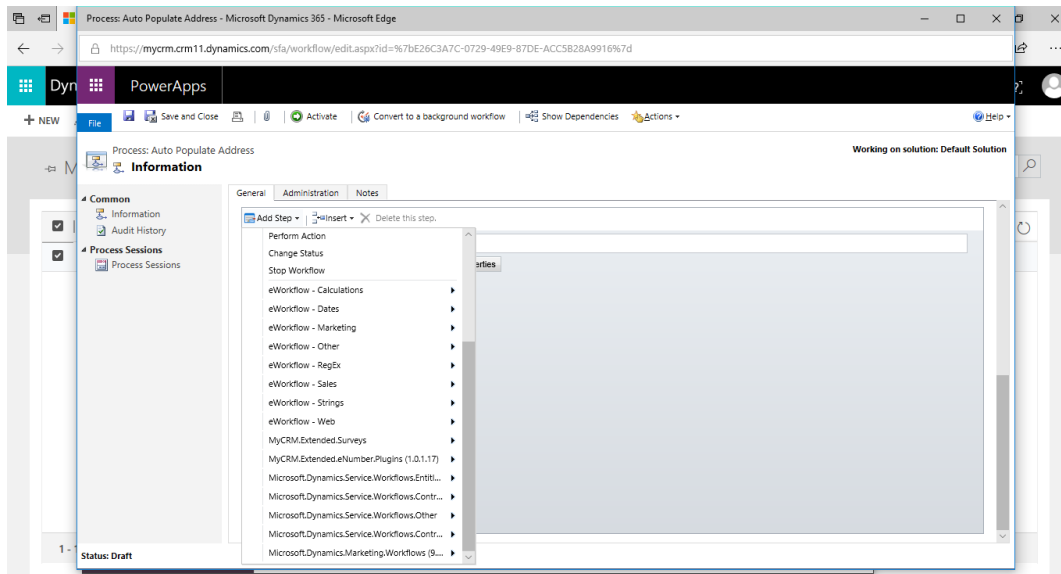 Process: Auto Populate Address - Microsoft Dynamics 365 - Microsoft Edge
https://mycrm.crm11.dynamics.com/sfa/workflow/edit.aspx?id=%7bE26C3A7C-0729-49E9-87DE-ACC5B28A9916%7d
Dyn
PowerApps
NEW
File
Save and Close
Activate
Convert to a background workflow
Show Dependencies
Actions
Help
Process: Auto Populate Address
Information
Working on solution: Default Solution
M
Common
Information
Audit History
Process Sessions
Process Sessions
General Administration Notes
Add Step Insert Delete this step.
Perform Action
Change Status
Stop Workflow
erties
eWorkflow - Calculations
eWorkflow - Dates
eWorkflow - Marketing
eWorkflow - Other
eWorkflow - RegEx
eWorkflow - Sales
eWorkflow - Strings
eWorkflow - Web
MyCRM.Extended.Surveys
MyCRM.Extended.eNumber.Plugins (1.0.1.17)
Microsoft.Dynamics.Service.Workflows.Entitl...
Microsoft.Dynamics.Service.Workflows.Contr...
Microsoft.Dynamics.Service.Workflows.Other
Microsoft.Dynamics.Service.Workflows.Contr...
Microsoft.Dynamics.Marketing.Workflows (9....
1 -
Status: Draft